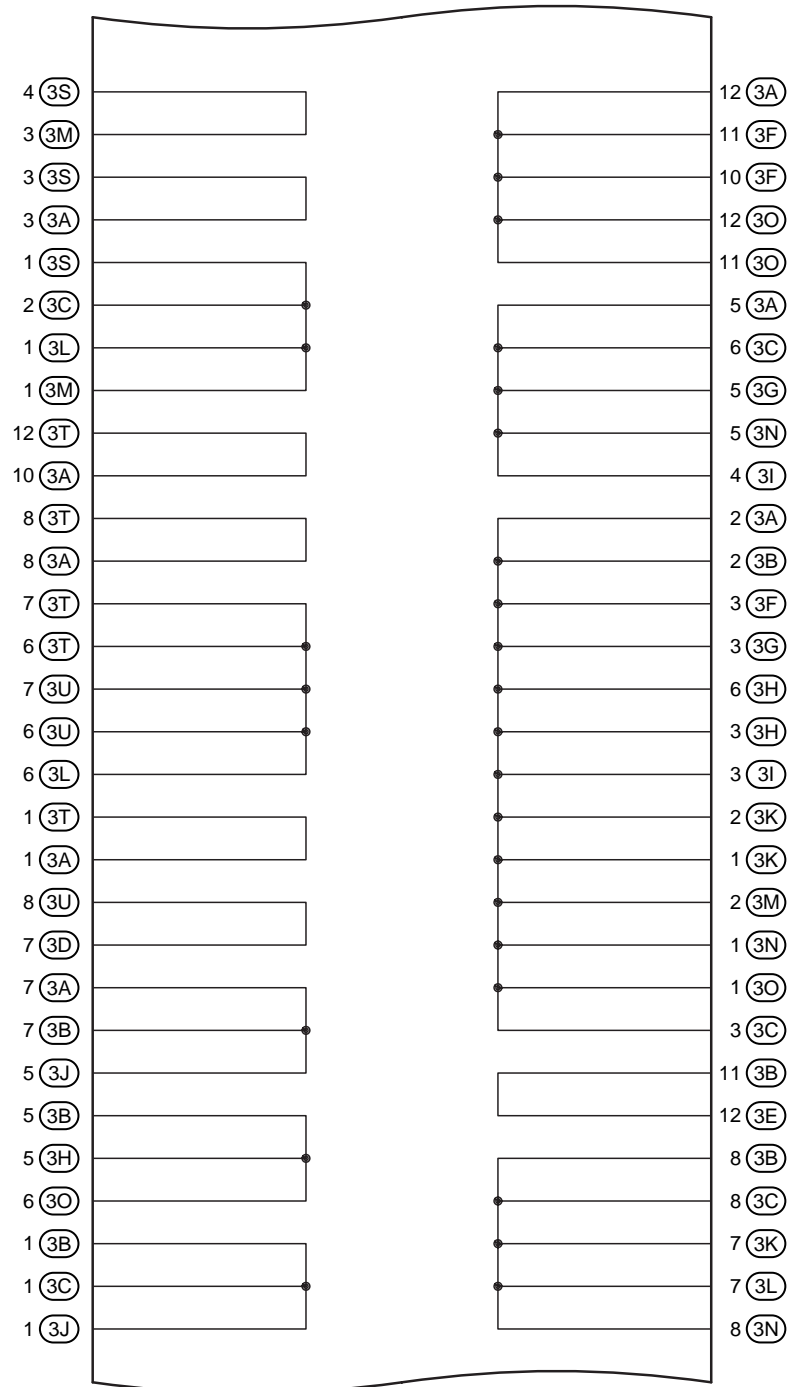 4 3S
3 3M
3 3S
3 3A
1 3S
2 3C
1 3L
1 3M
12 3T
10 3A
8 3T
8 3A
7 3T
6 3T
7 3U
6 3U
6 3L
1 3T
1 3A
8 3U
7 3D
7 3A
7 3B
5 3J
5 3B
5 3H
6 3O
1 3B
1 3C
1 3J
12 3A
11 3F
10 3F
12 3O
11 3O
5 3A
6 3C
5 3G
5 3N
4 3I
2 3A
2 3B
3 3F
3 3G
6 3H
3 3H
3 3I
2 3K
1 3K
2 3M
1 3N
1 3O
3 3C
11 3B
12 3E
8 3B
8 3C
7 3K
7 3L
8 3N